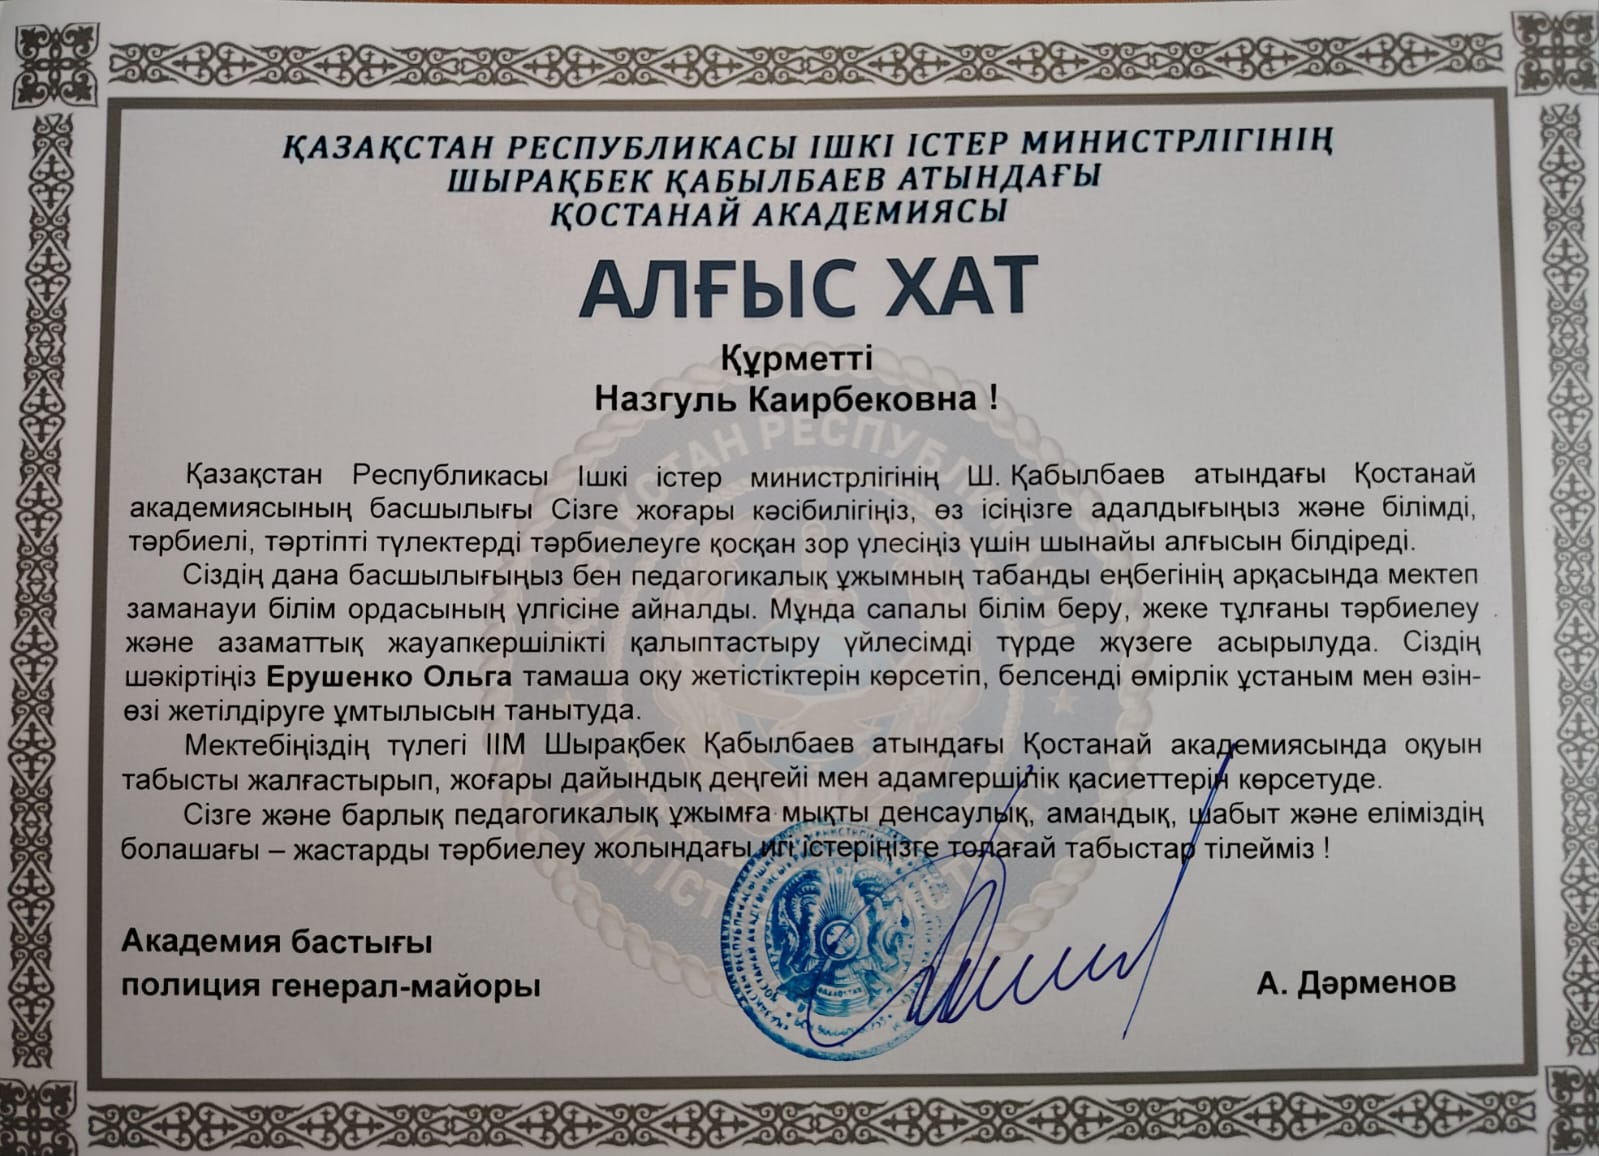 ҚАЗАҚСТАН РЕСПУБЛИКАСЫ ІШКІ ІСТЕР МИНИСТРЛІГІНІҢ
ШЫРАҚБЕК ҚАБЫЛБАЕВ АТЫНДАҒЫ
ҚОСТАНАЙ АКАДЕМИЯСЫ
АЛҒЫС ХАТ
Құрметті
Назгуль Каирбековна !
Қазақстан Республикасы Ішкі істер министрлігінің Ш. Қабылбаев атындағы Қостанай
академиясының басшылығы Сізге жоғары кәсібилігіңіз, өз ісіңізге адалдығыңыз және білімді,
тәрбиелі, тәртіпті түлектерді тәрбиелеуге қосқан зор үлесіңіз үшін шынайы алғысын білдіреді.
Сіздің дана басшылығыңыз бен педагогикалық ұжымның табанды еңбегінің арқасында мектеп
заманауи білім ордасының үлгісіне айналды. Мұнда сапалы білім беру, жеке тұлғаны тәрбиелеу
және азаматтық жауапкершілікті қалыптастыру үйлесімді түрде жүзеге асырылуда. Сіздің
шәкіртіңіз Ерушенко Ольга тамаша оқу жетістіктерін көрсетіп, белсенді өмірлік ұстаным мен өзін-
өзі жетілдіруге ұмтылысын танытуда.
Мектебіңіздің түлегі ІІМ Шырақбек Қабылбаев атындағы Қостанай академиясында оқуын
табысты жалғастырып, жоғары дайындық деңгейі мен адамгершілік қасиеттерін көрсетуде.
Сізге және барлық педагогикалық ұжымға мықты денсаулық, амандық, шабыт және еліміздің
болашағы – жастарды тәрбиелеу жолындағы игі істеріңізге толағай табыстар тілейміз !
Академия бастығы
полиция генерал-майоры
А. Дәрменов